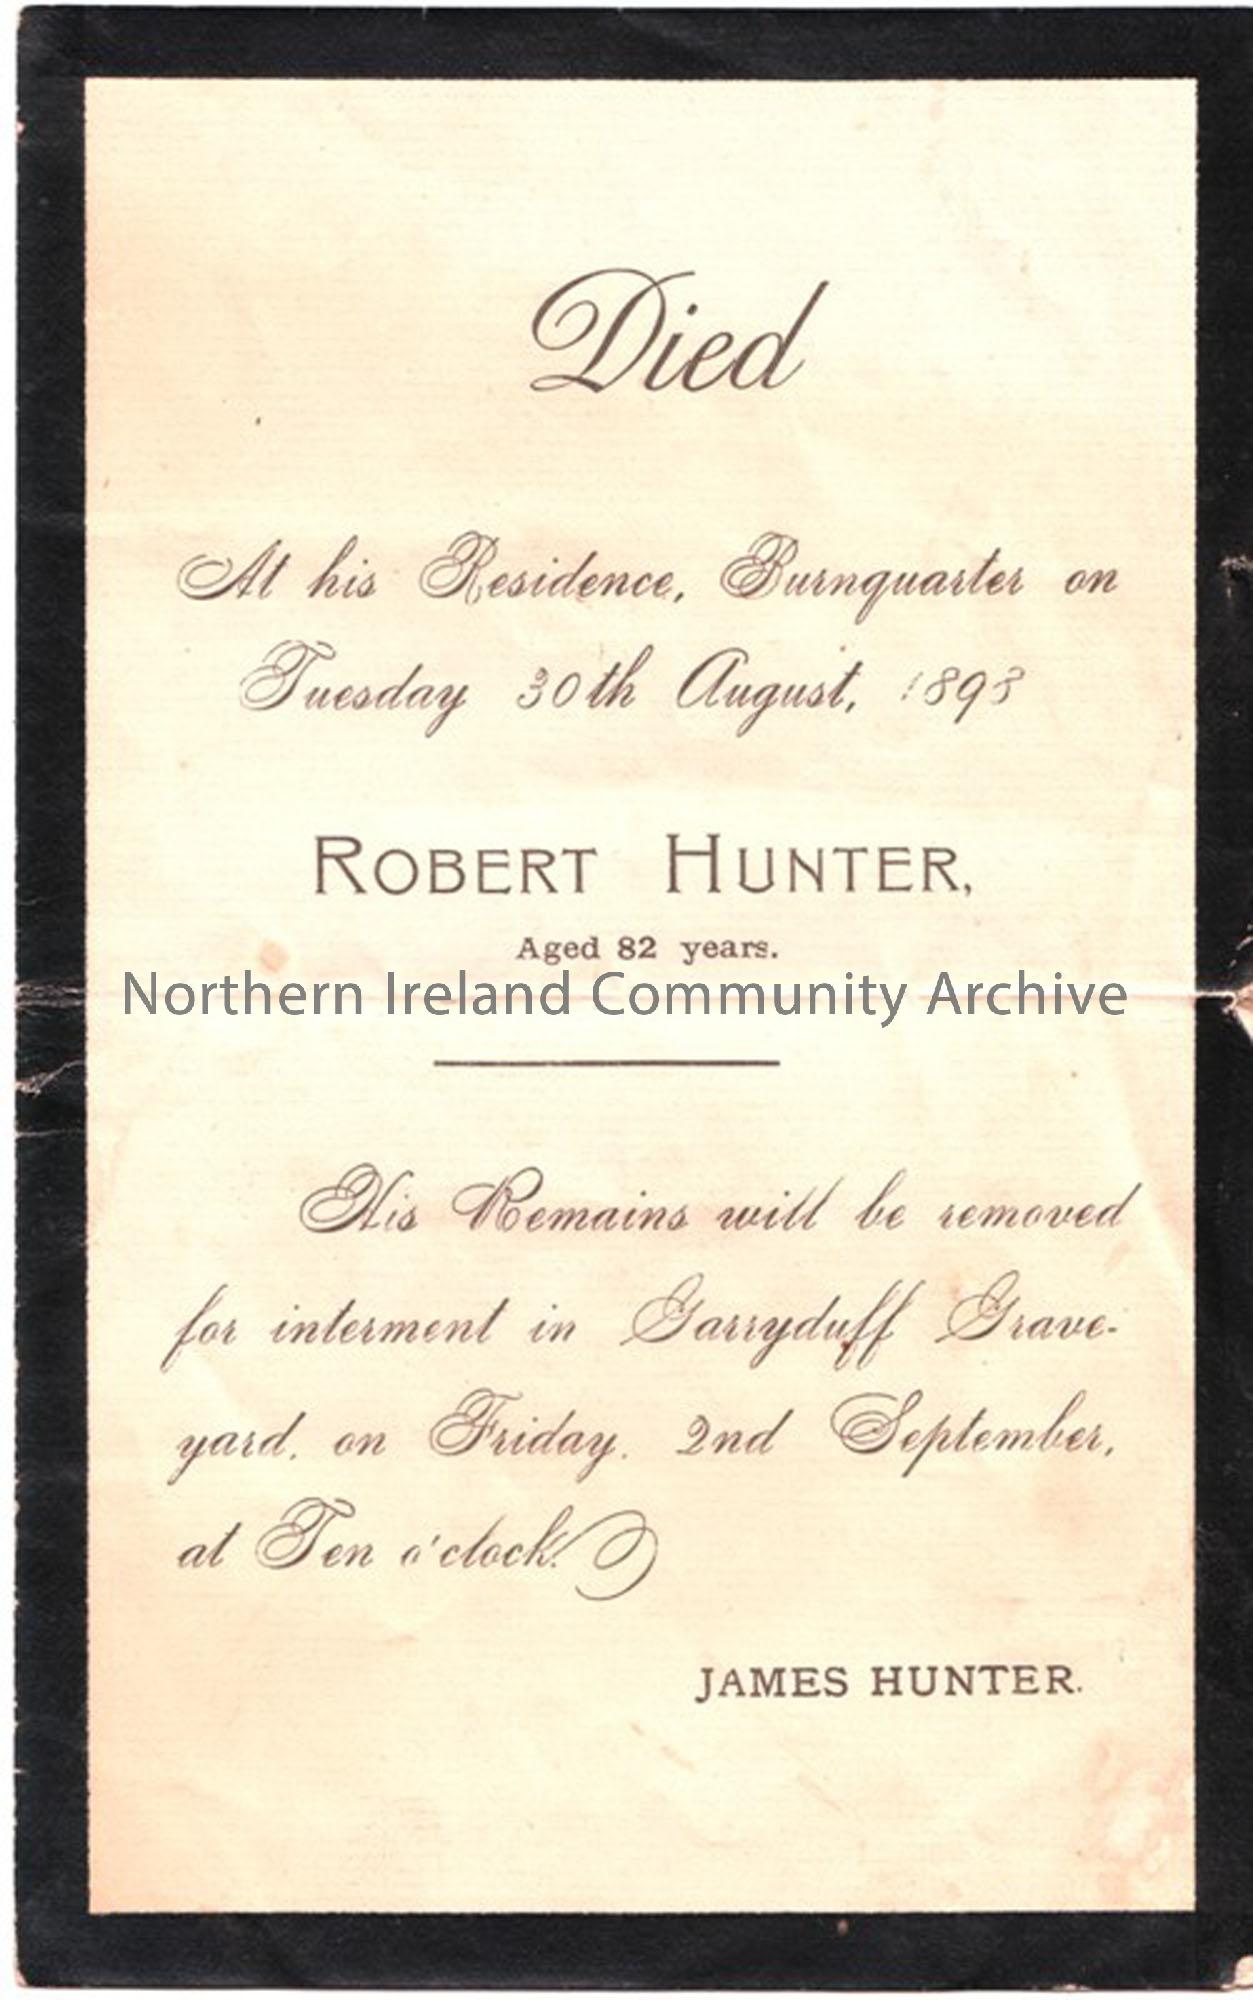 Died
At his Residence, Burnquarter on
Tuesday 30th August, 1898
ROBERT HUNTER,
Aged 82 years.
Northern Ireland Community Archive
His Remains will be removed
for interment in Garryduff Grave-
yard, on Friday, 2nd September,
at Ten o'clock.
JAMES HUNTER.